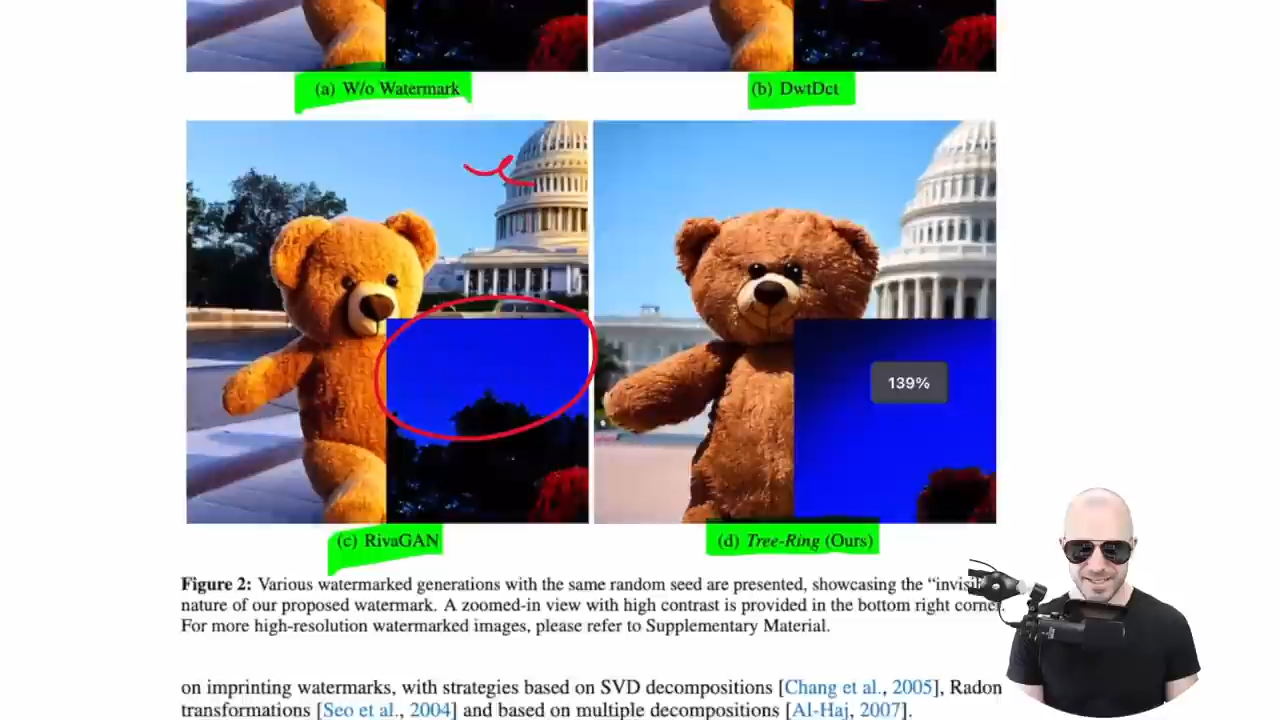 (a) W/o Watermark
(b) DwtDct
139%
(c) RivaGAN
(d) Tree-Ring (Ours)
Figure 2: Various watermarked generations with the same random seed are presented, showcasing the
nature of our proposed watermark. A zoomed-in view with high contrast is provided in the bottom right corner.
For more high-resolution watermarked images, please refer to Supplementary Material.
on imprinting watermarks, with strategies based on SVD decompositions [Chang et al., 2005], Radon
transformations [Seo et al., 2004] and based on multiple decompositions [Al-Haj, 2007].